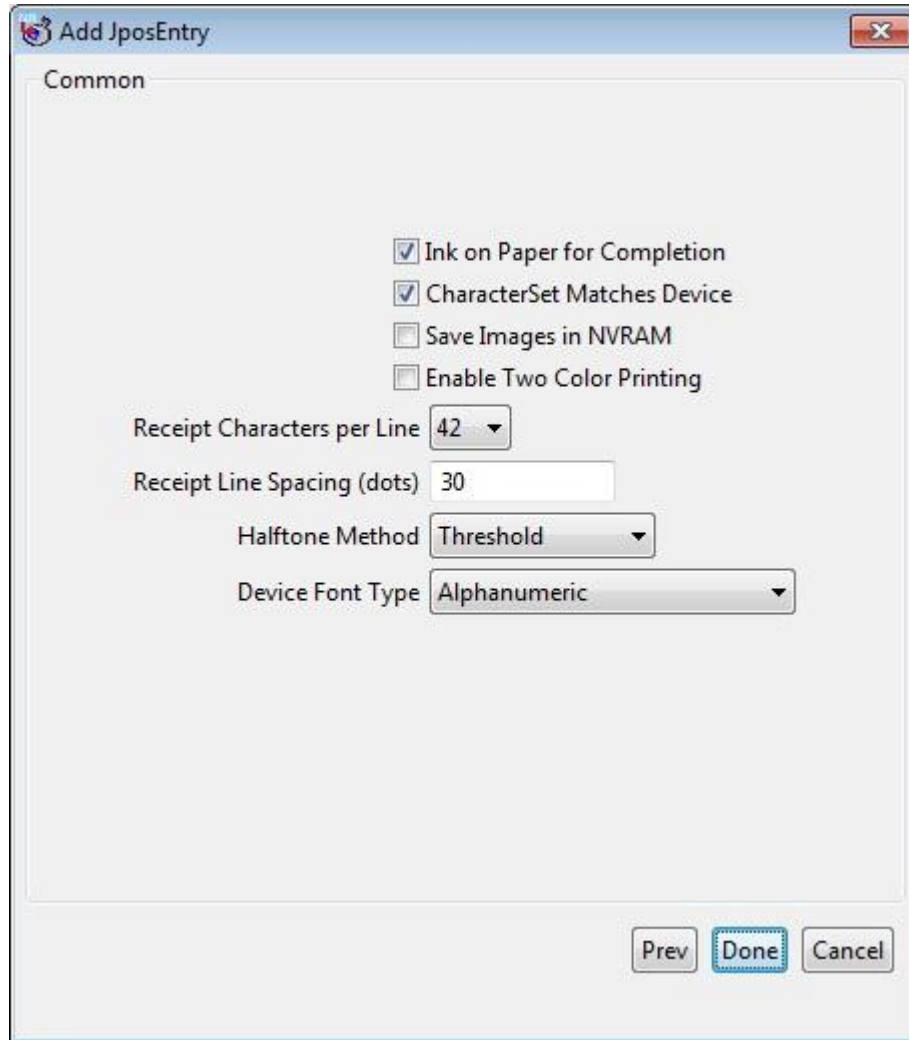 Add JposEntry
Common
Ink on Paper for Completion
CharacterSet Matches Device
Save Images in NVRAM
Enable Two Color Printing
Receipt Characters per Line 42
Receipt Line Spacing (dots) 30
Halftone Method Threshold
Device Font Type Alphanumeric
Prev Done Cancel